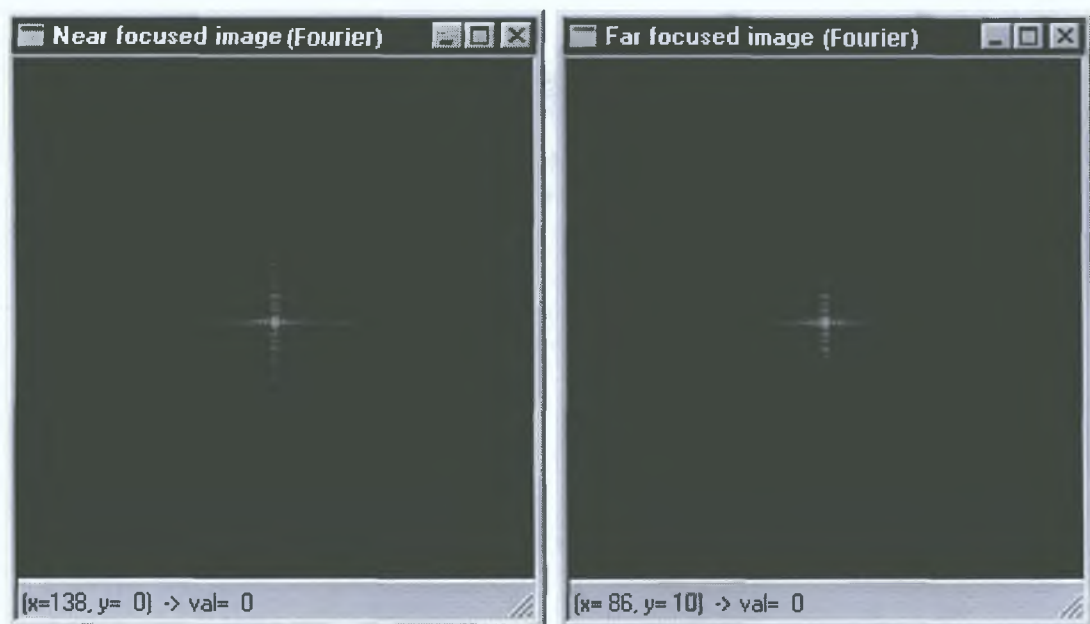 Near focused image (Fourier)
Far focused image (Fourier)
(x=138, y= 0) -> val= 0
(x= 86, y= 10) -> val= 0